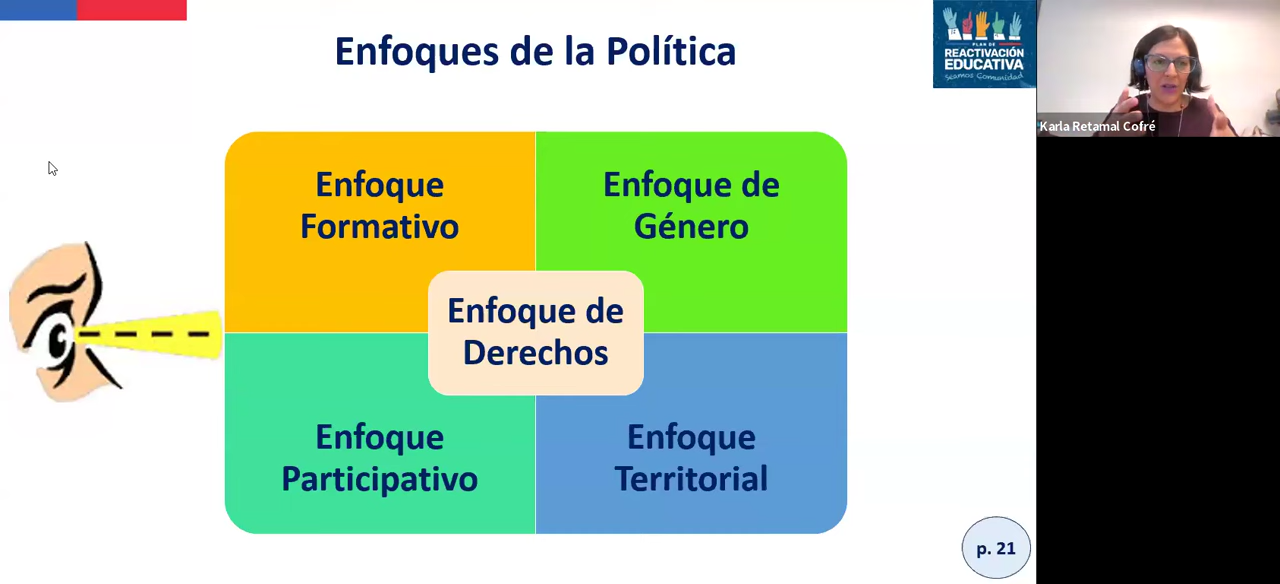 Enfoques de la Política
PLAN DE
REACTIVACIÓN
EDUCATIVA
Seamos Comunidad
Karla Retamal Cofré
Enfoque
Formativo
Enfoque de
Género
Enfoque de
Derechos
Enfoque
Participativo
Enfoque
Territorial
p. 21